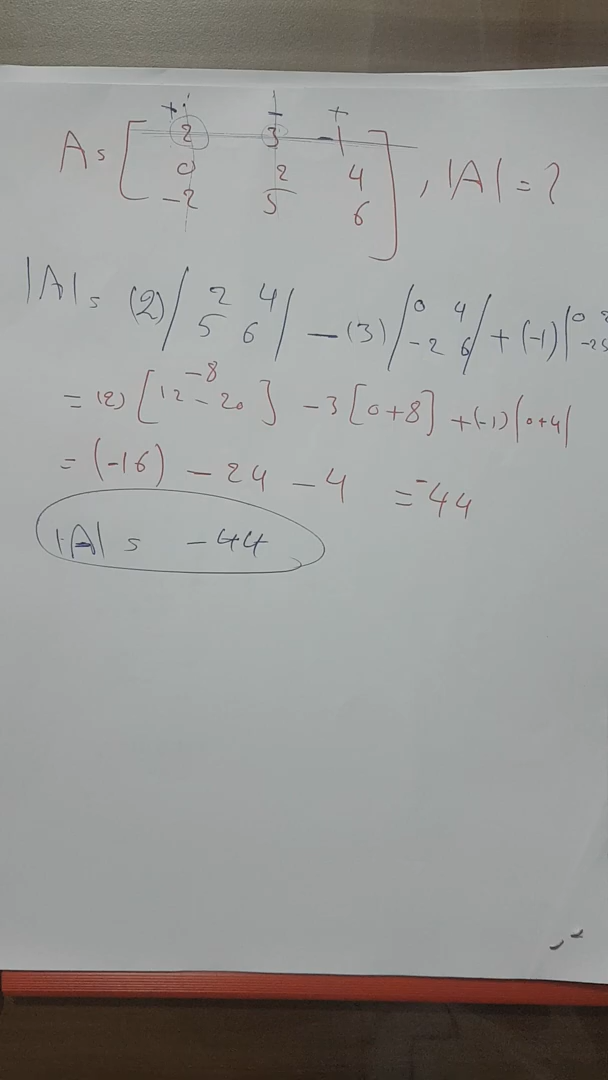 + - +
A = [ 2 3 -1
0 2 4
-2 5 6 ] , |A| = ?
|A| = (2) | 2 4 | - (3) | 0 4 | + (-1) | 0 2
5 6 -2 6 -2 5
-8
= (2) [12 - 20] - 3 [0+8] + (-1) |0+4|
= (-16) - 24 - 4 = -44
|A| = -44